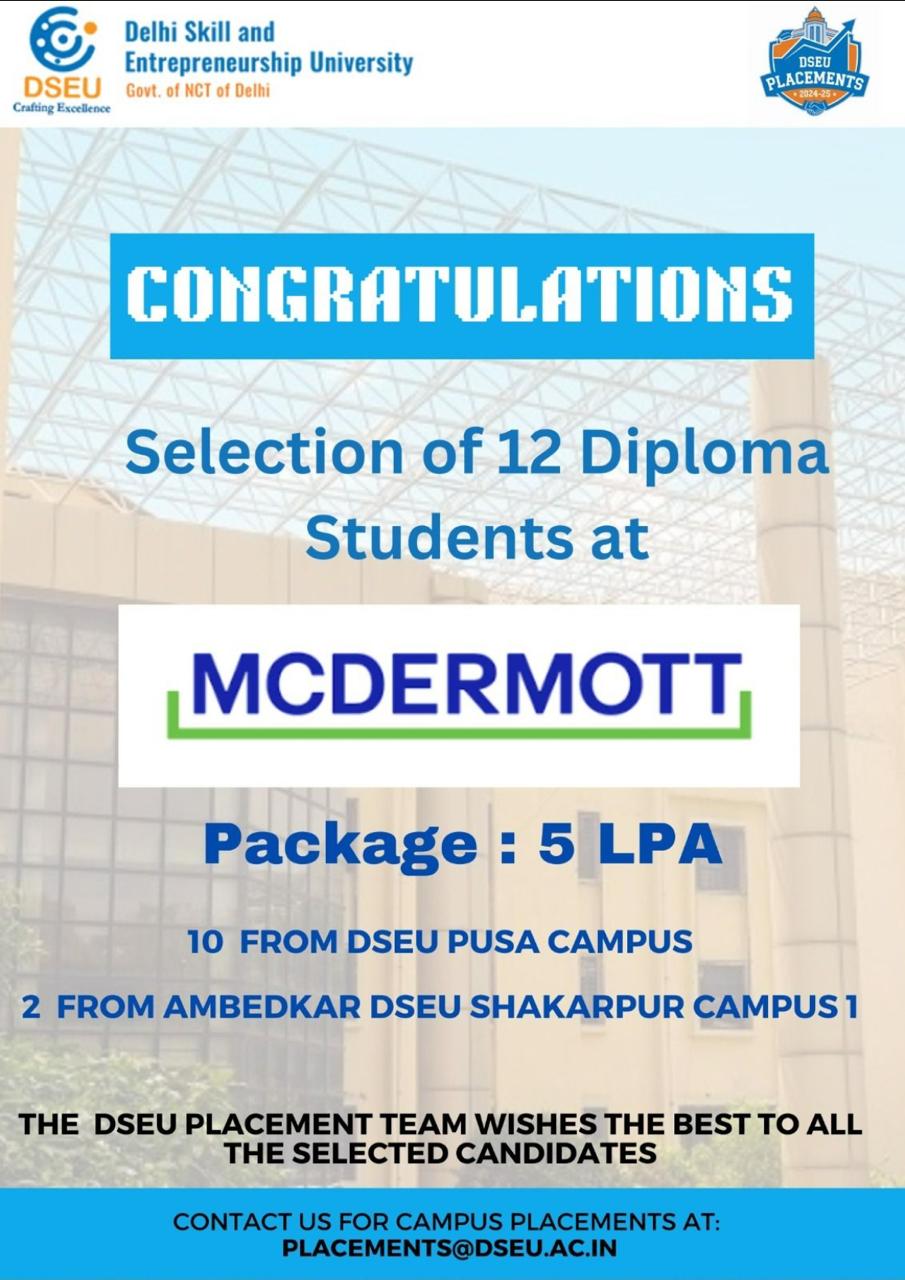 DSEU
Crafting Excellence
Delhi Skill and
Entrepreneurship University
Govt. of NCT of Delhi
DSEU
PLACEMENTS
2024-25
CONGRATULATIONS
Selection of 12 Diploma
Students at
MCDERMOTT
Package : 5 LPA
10 FROM DSEU PUSA CAMPUS
2 FROM AMBEDKAR DSEU SHAKARPUR CAMPUS 1
THE DSEU PLACEMENT TEAM WISHES THE BEST TO ALL
THE SELECTED CANDIDATES
CONTACT US FOR CAMPUS PLACEMENTS AT:
PLACEMENTS@DSEU.AC.IN